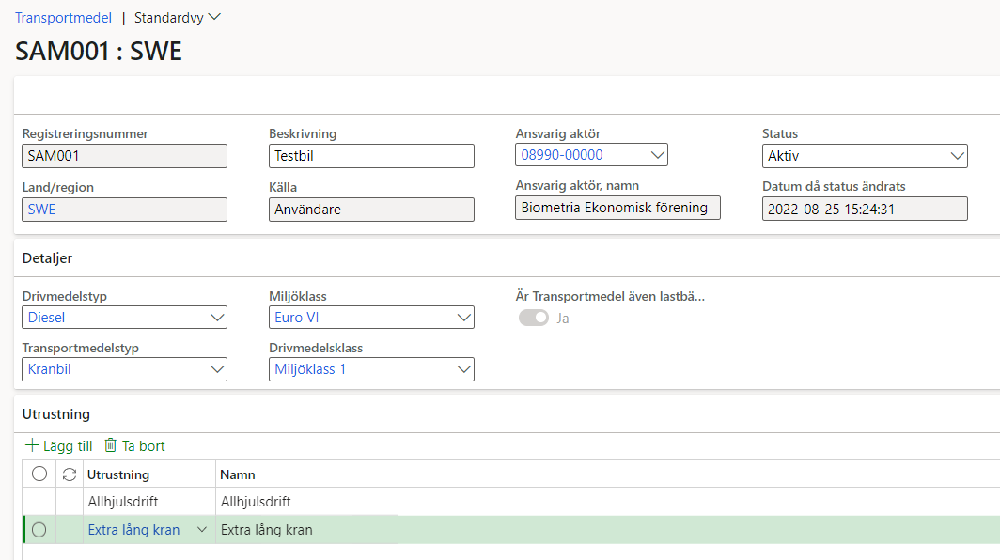 Transportmedel | Standardvy
SAM001 : SWE
Registreringsnummer
SAM001
Beskrivning
Testbil
Ansvarig aktör
08990-00000
Status
Aktiv
Land/region
SWE
Källa
Användare
Ansvarig aktör, namn
Biometria Ekonomisk förening
Datum då status ändrats
2022-08-25 15:24:31
Detaljer
Drivmedelstyp
Diesel
Miljöklass
Euro VI
Är Transportmedel även lastbä...
Ja
Transportmedelstyp
Kranbil
Drivmedelsklass
Miljöklass 1
Utrustning
Lägg till Ta bort
Utrustning Namn
Allhjulsdrift Allhjulsdrift
Extra lång kran Extra lång kran